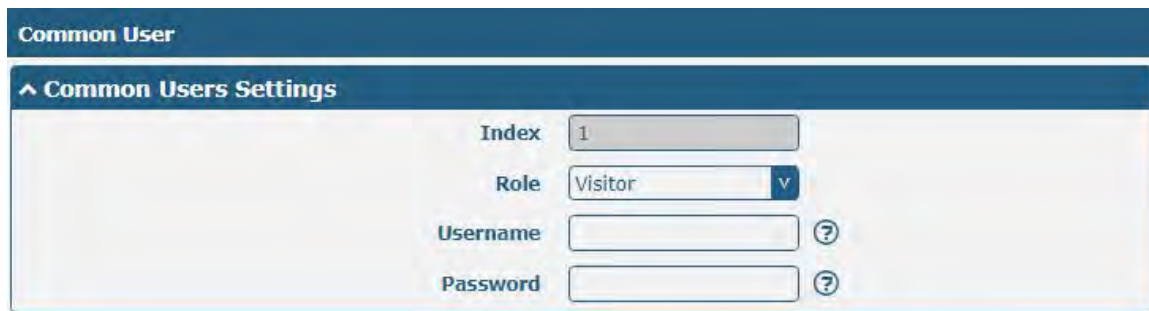 Common User
Common Users Settings
Index 1
Role Visitor
Username ?
Password ?